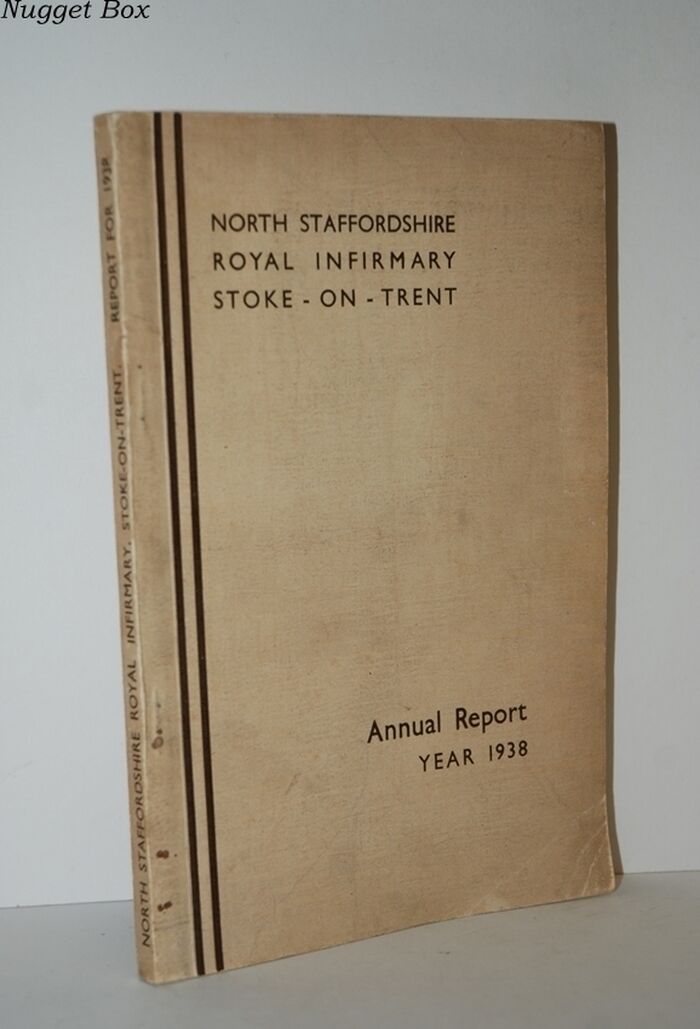 Nugget Box
NORTH STAFFORDSHIRE
ROYAL INFIRMARY
STOKE - ON - TRENT
Annual Report
YEAR 1938
NORTH STAFFORDSHIRE ROYAL INFIRMARY, STOKE-ON-TRENT. REPORT FOR 1938